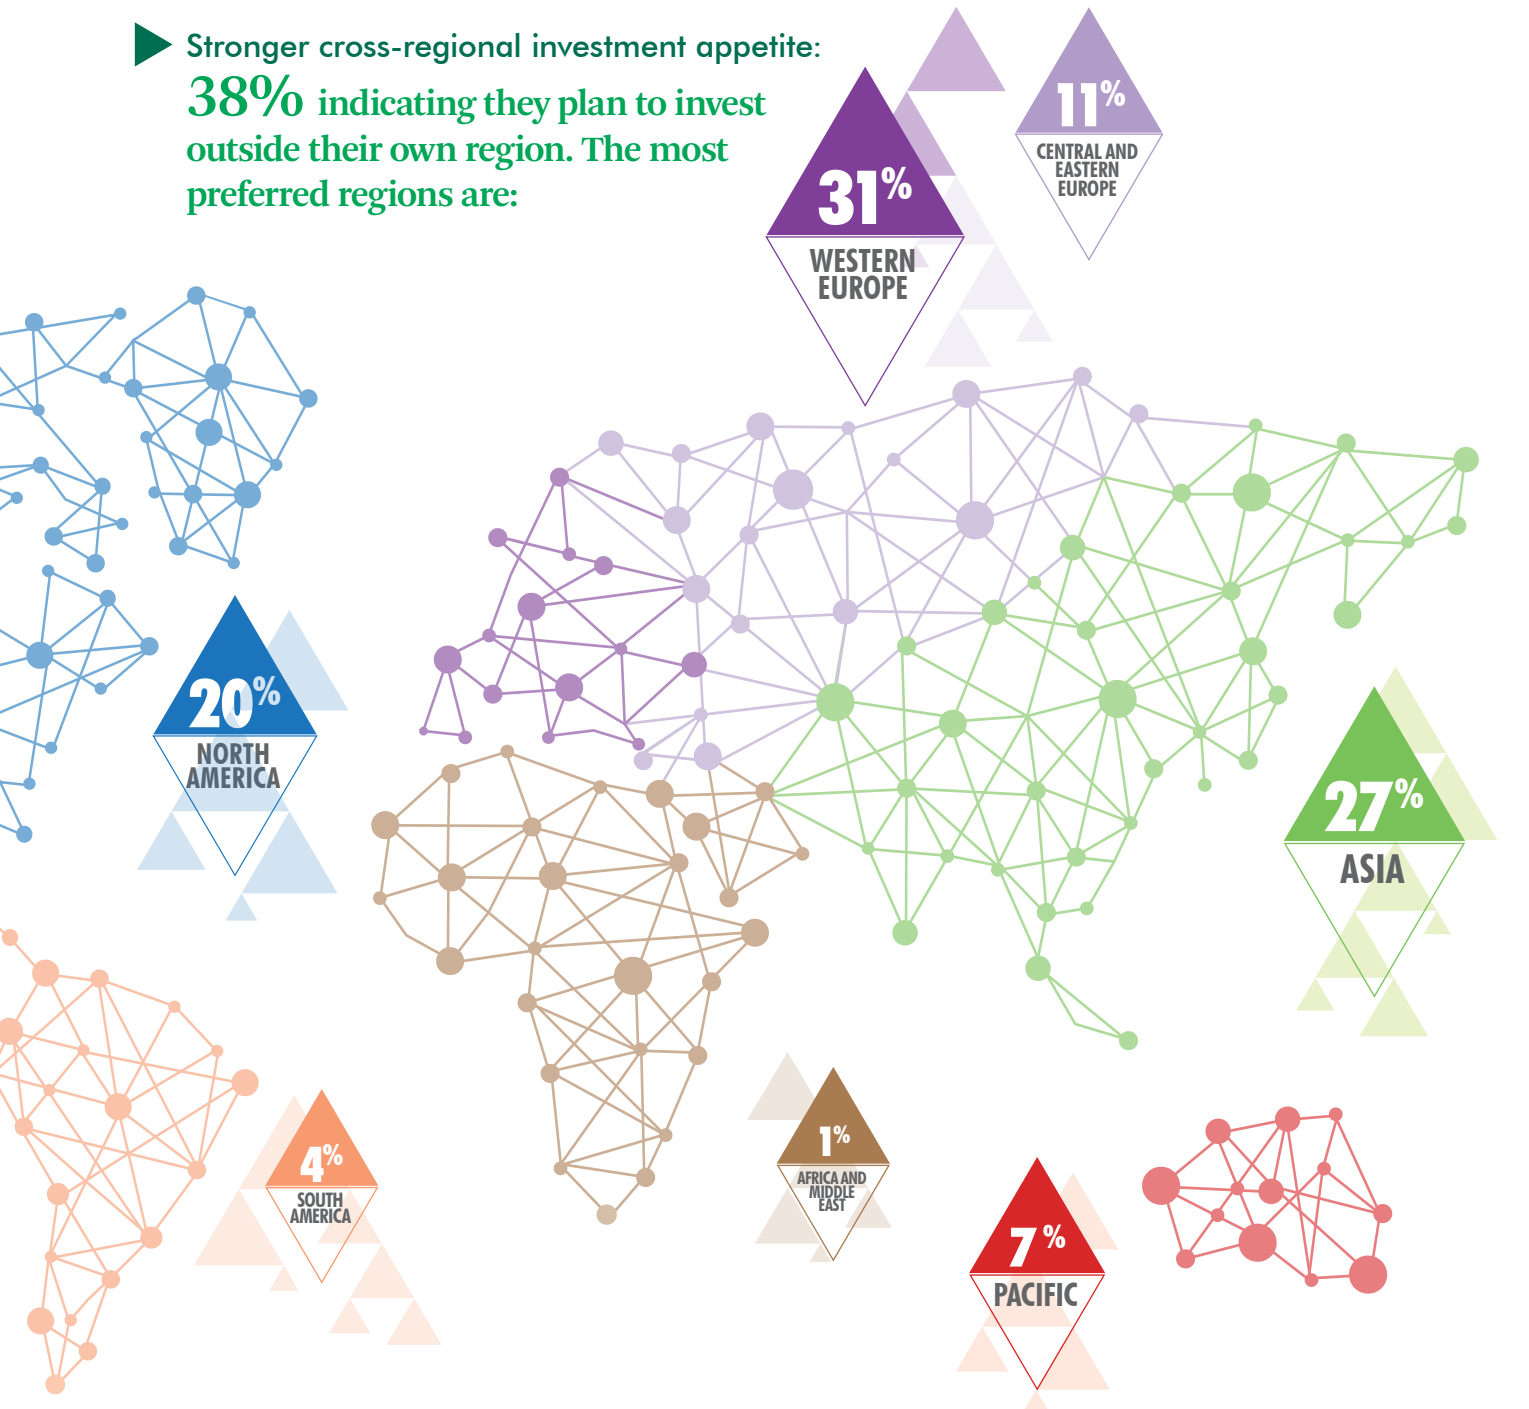 Stronger cross-regional investment appetite:
38% indicating they plan to invest
outside their own region. The most
preferred regions are:
31%
WESTERN
EUROPE
11%
CENTRAL AND
EASTERN
EUROPE
20%
NORTH
AMERICA
27%
ASIA
4%
SOUTH
AMERICA
1%
AFRICA AND
MIDDLE
EAST
7%
PACIFIC